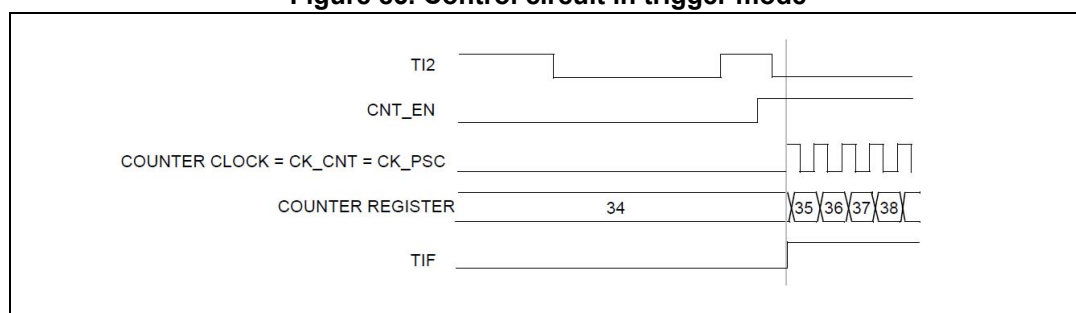 Figure 55. Control circuit in trigger mode
TI2
CNT_EN
COUNTER CLOCK = CK_CNT = CK_PSC
COUNTER REGISTER 34 35 36 37 38
TIF